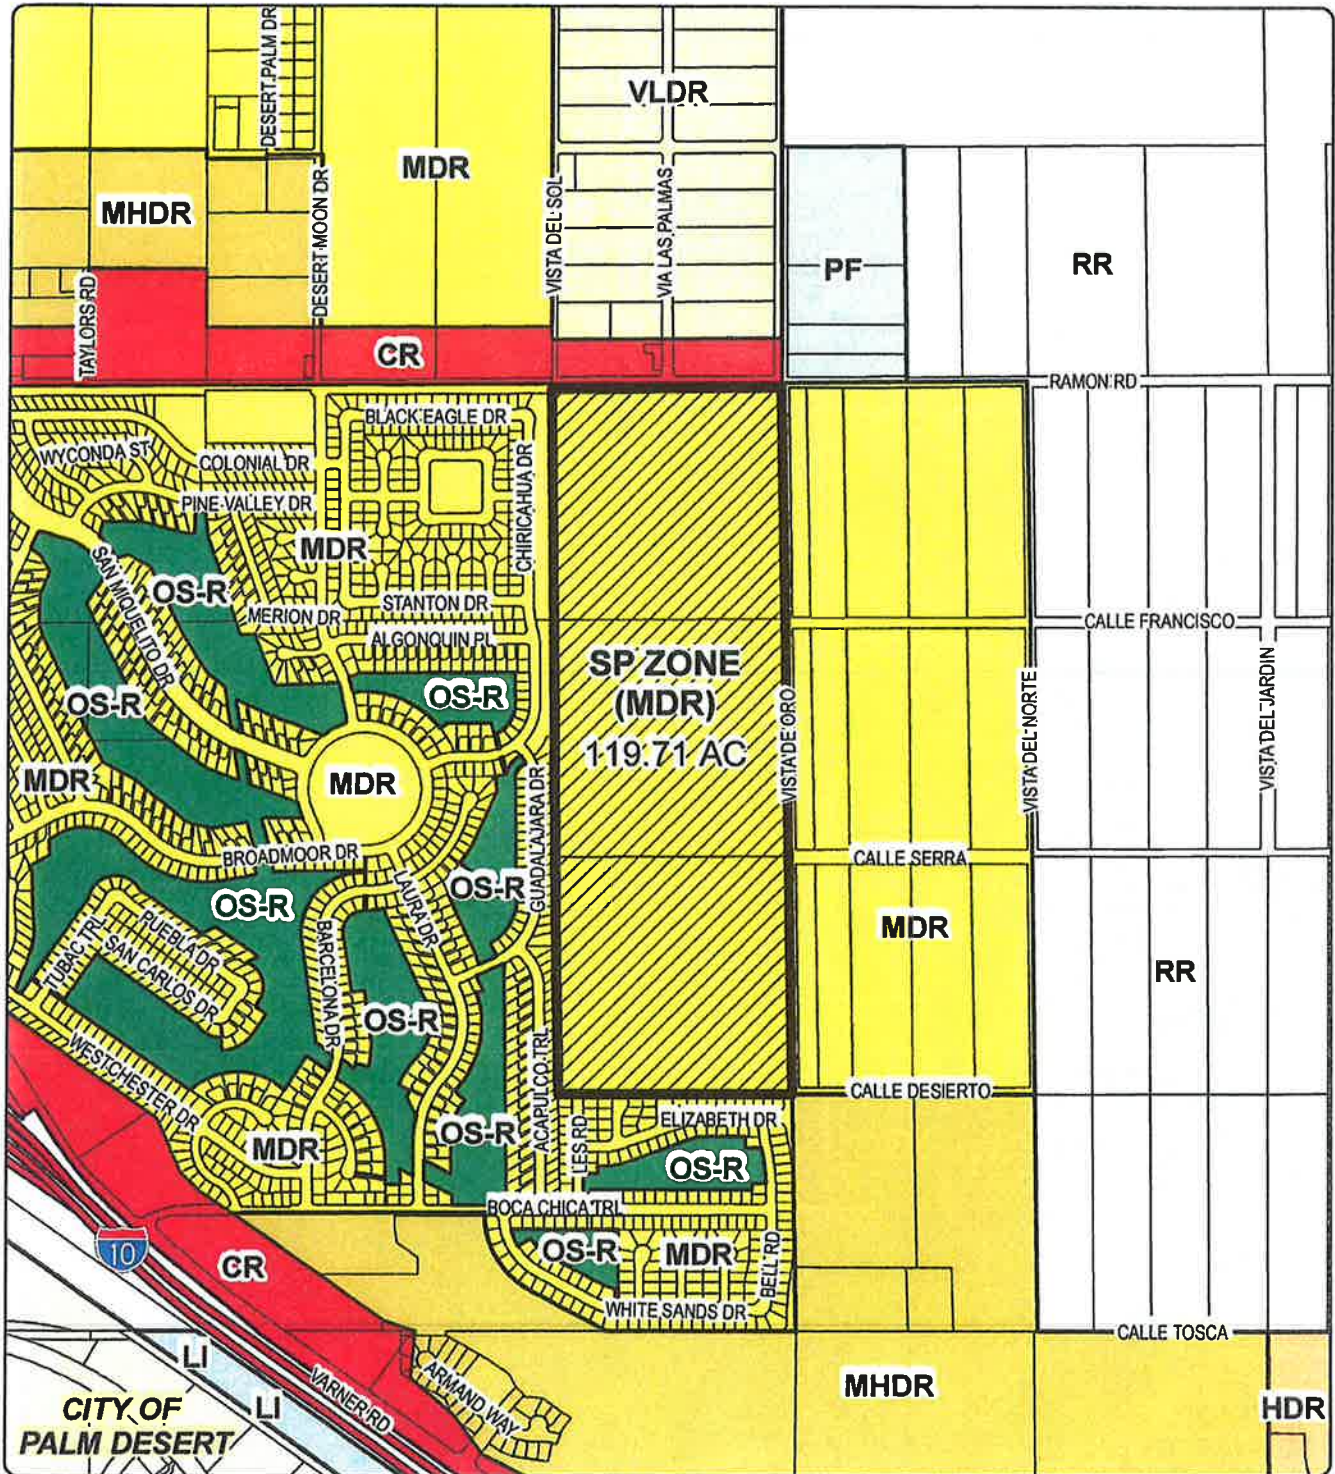 DESERT PALM DR
VLDR
MDR
MHDR
DESERT MOON DR
VISTA DEL SOL
VIA LAS PALMAS
PF
RR
TAYLORS RD
CR
RAMON RD
BLACK EAGLE DR
WYCONDA ST
COLONIAL DR
CHIRICAHUA DR
PINE VALLEY DR
MDR
SAN MIQUELITO DR
OS-R
MERION DR
STANTON DR
ALGONQUIN PL
CALLE FRANCISCO
SP ZONE
(MDR)
119.71 AC
OS-R
OS-R
VISTA DE ORO
VISTA DEL NORTE
VISTA DEL JARDIN
MDR
MDR
GUADALAJARA DR
BROADMOOR DR
CALLE SERRA
OS-R
OS-R
LAURA DR
MDR
PUEBLA DR
TUBAC TRL
SAN CARLOS DR
BARCELONA DR
RR
OS-R
WESTCHESTER DR
ACAPULCO TRL
CALLE DESIERTO
ELIZABETH DR
OS-R
MDR
LES RD
OS-R
BOCA CHICA TRL
10
CR
OS-R
MDR
BELL RD
WHITE SANDS DR
CALLE TOSCA
LI
LI
VARNER RD
ARMAND WAY
MHDR
HDR
CITY OF
PALM DESERT